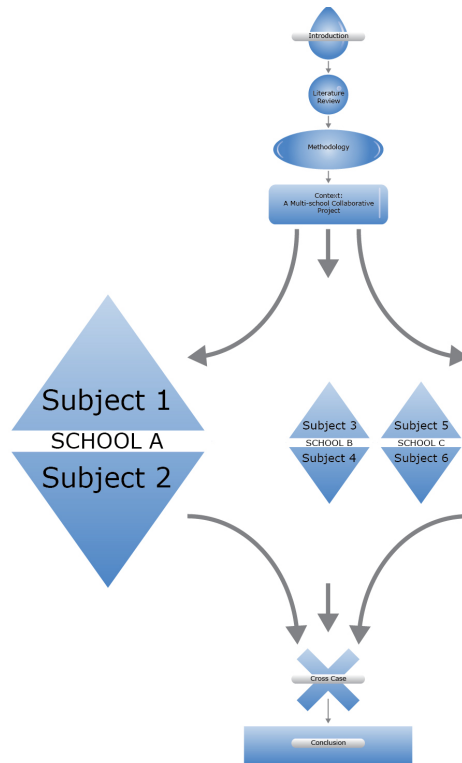 Introduction
Literature
Review
Methodology
Context:
A Multi-school Collaborative
Project
Subject 1
SCHOOL A
Subject 2
Subject 3
SCHOOL B
Subject 4
Subject 5
SCHOOL C
Subject 6
Cross Case
Conclusion